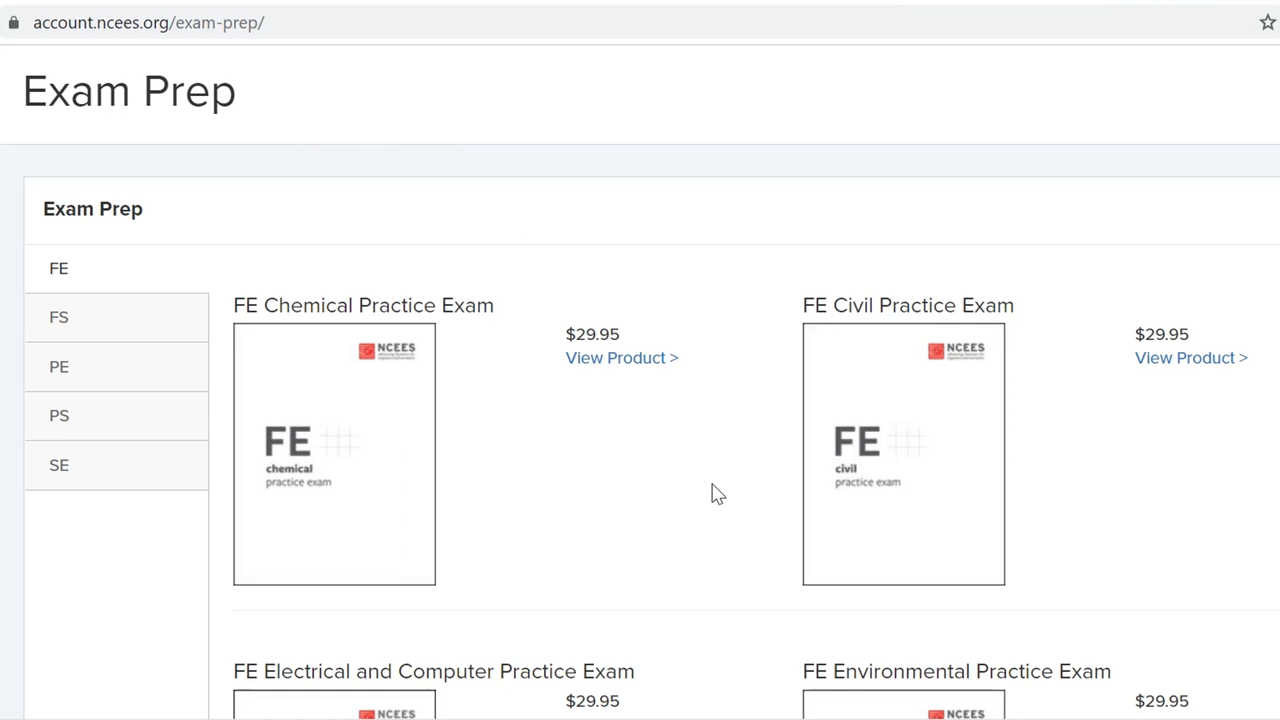 account.ncees.org/exam-prep/
Exam Prep
Exam Prep
FE
FS
PE
PS
SE
FE Chemical Practice Exam
$29.95
View Product >
NCEES
FE
chemical
practice exam
FE Civil Practice Exam
$29.95
View Product >
NCEES
FE
civil
practice exam
FE Electrical and Computer Practice Exam
$29.95
NCEES
FE Environmental Practice Exam
$29.95
NCEES